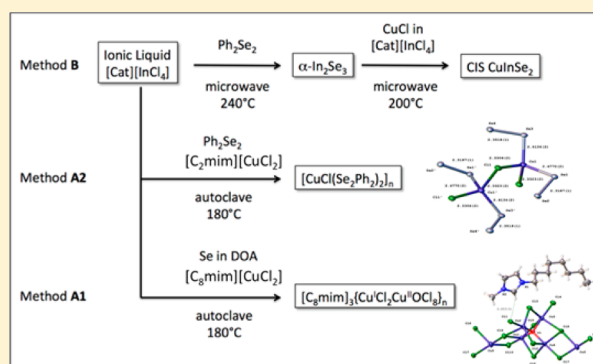 Method B
Ionic Liquid
[Cat][InCl₄]
Ph₂Se₂
microwave
240°C
α-In₂Se₃
CuCl in
[Cat][InCl₄]
microwave
200°C
CIS CuInSe₂
Method A2
Ph₂Se₂
[C₂mim][CuCl₂]
autoclave
180°C
[CuCl(Se₂Ph₂)₂]ₙ
Method A1
Se in DOA
[C₈mim][CuCl₂]
autoclave
180°C
[C₈mim]₃{CuᴵCl₂CuᴵᴵOCl₈}ₙ